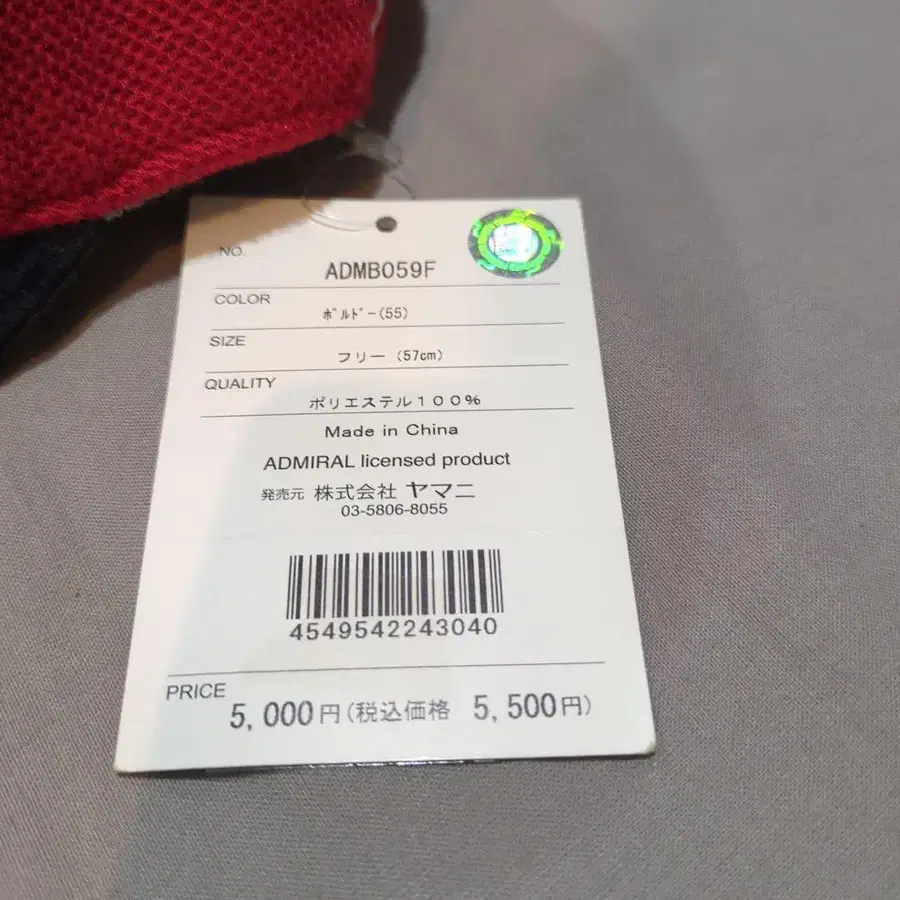 NO.
ADMB059F
COLOR
ﾎﾞﾙﾄﾞｰ(55)
SIZE
フリー (57cm)
QUALITY
ポリエステル１００％
Made in China
ADMIRAL licensed product
発売元 株式会社 ヤマニ
03-5806-8055
4549542243040
PRICE
5,000円(税込価格 5,500円)